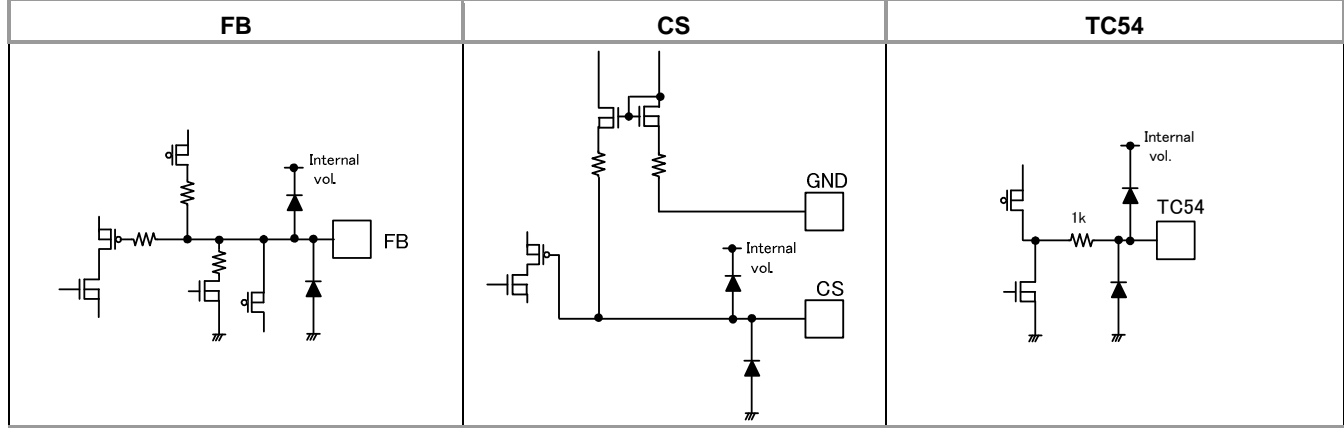 FB
CS
TC54
Internal
vol.
FB
GND
Internal
vol.
CS
Internal
vol.
1k
TC54